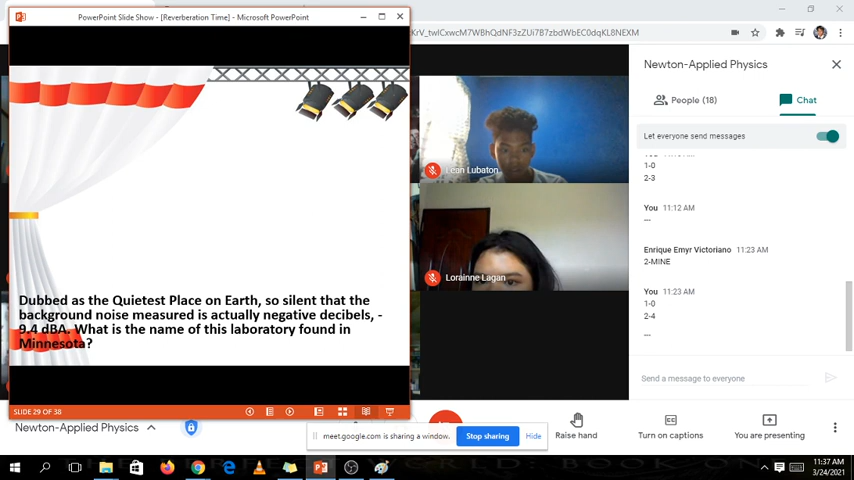 PowerPoint Slide Show - [Reverberation Time] - Microsoft PowerPoint
Dubbed as the Quietest Place on Earth, so silent that the
background noise measured is actually negative decibels, -
9.4 dBA. What is the name of this laboratory found in
Minnesota?
SLIDE 29 OF 38
Lean Lubaton
Lorainne Lagan
Newton-Applied Physics
People (18)
Chat
Let everyone send messages
1-0
2-3
You 11:12 AM
---
Enrique Emyr Victoriano 11:23 AM
2-MINE
You 11:23 AM
1-0
2-4
---
Send a message to everyone
Newton-Applied Physics
meet.google.com is sharing a window.
Stop sharing
Hide
Raise hand
Turn on captions
You are presenting
11:37 AM
3/24/2021